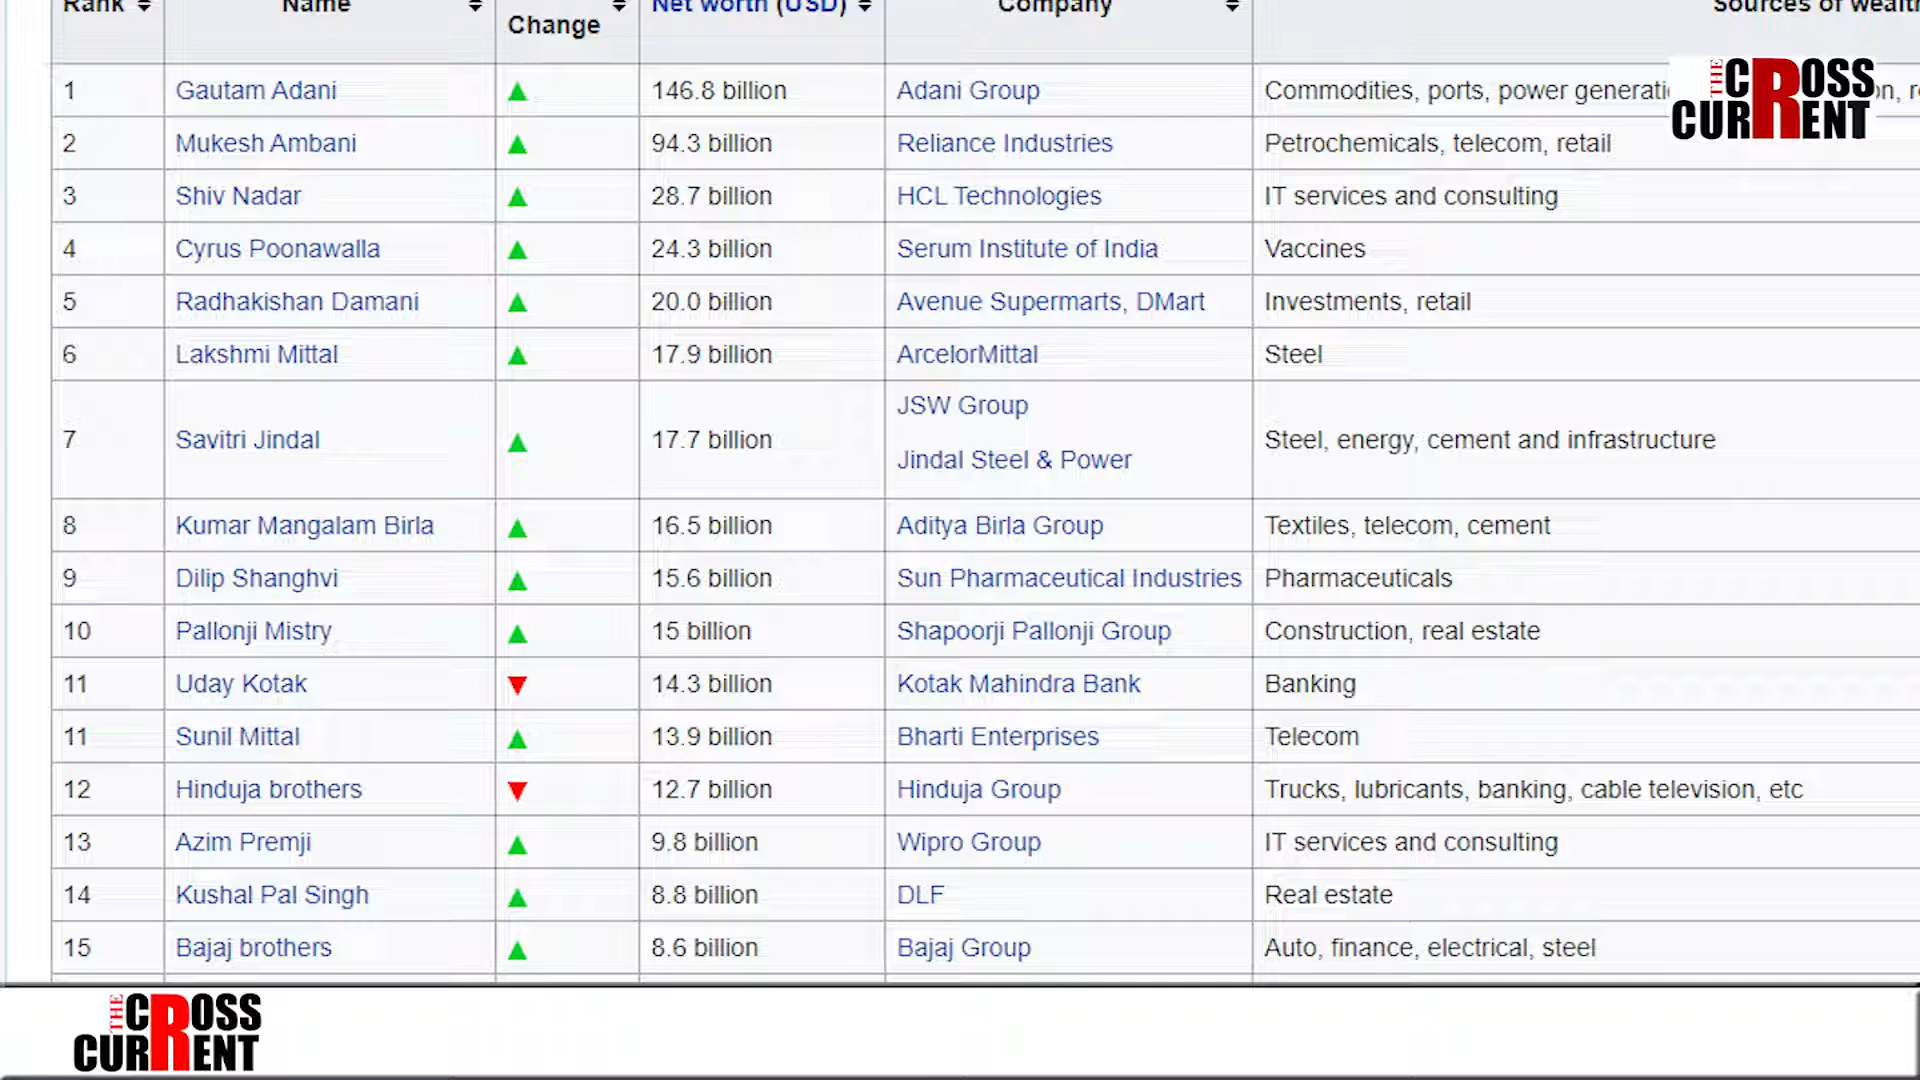 Rank Name Change Net worth (USD) Company Sources of wealth
1 Gautam Adani ▲ 146.8 billion Adani Group Commodities, ports, power
2 Mukesh Ambani ▲ 94.3 billion Reliance Industries Petrochemicals, telecom, retail
3 Shiv Nadar ▲ 28.7 billion HCL Technologies IT services and consulting
4 Cyrus Poonawalla ▲ 24.3 billion Serum Institute of India Vaccines
5 Radhakishan Damani ▲ 20.0 billion Avenue Supermarts, DMart Investments, retail
6 Lakshmi Mittal ▲ 17.9 billion ArcelorMittal Steel
7 Savitri Jindal ▲ 17.7 billion JSW Group
Jindal Steel & Power Steel, energy, cement and infrastructure
8 Kumar Mangalam Birla ▲ 16.5 billion Aditya Birla Group Textiles, telecom, cement
9 Dilip Shanghvi ▲ 15.6 billion Sun Pharmaceutical Industries Pharmaceuticals
10 Pallonji Mistry ▲ 15 billion Shapoorji Pallonji Group Construction, real estate
11 Uday Kotak ▼ 14.3 billion Kotak Mahindra Bank Banking
11 Sunil Mittal ▲ 13.9 billion Bharti Enterprises Telecom
12 Hinduja brothers ▼ 12.7 billion Hinduja Group Trucks, lubricants, banking, cable television, etc
13 Azim Premji ▲ 9.8 billion Wipro Group IT services and consulting
14 Kushal Pal Singh ▲ 8.8 billion DLF Real estate
15 Bajaj brothers ▲ 8.6 billion Bajaj Group Auto, finance, electrical, steel
THE CROSS
CURRENT
THE CROSS
CURRENT